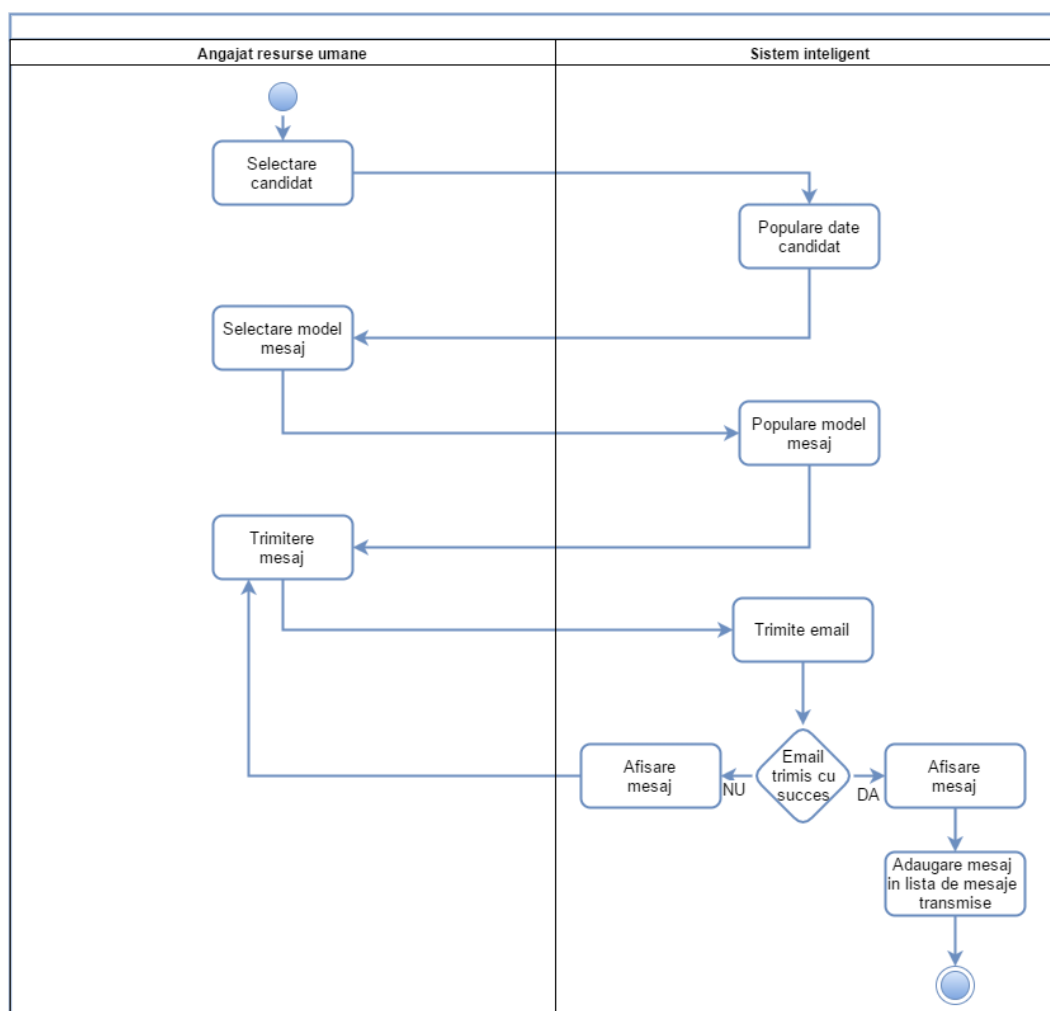 Angajat resurse umane
Sistem inteligent
Selectare
candidat
Populare date
candidat
Selectare model
mesaj
Populare model
mesaj
Trimitere
mesaj
Trimite email
Afisare
mesaj
NU
Email
trimis cu
succes
DA
Afisare
mesaj
Adaugare mesaj
in lista de mesaje
transmise